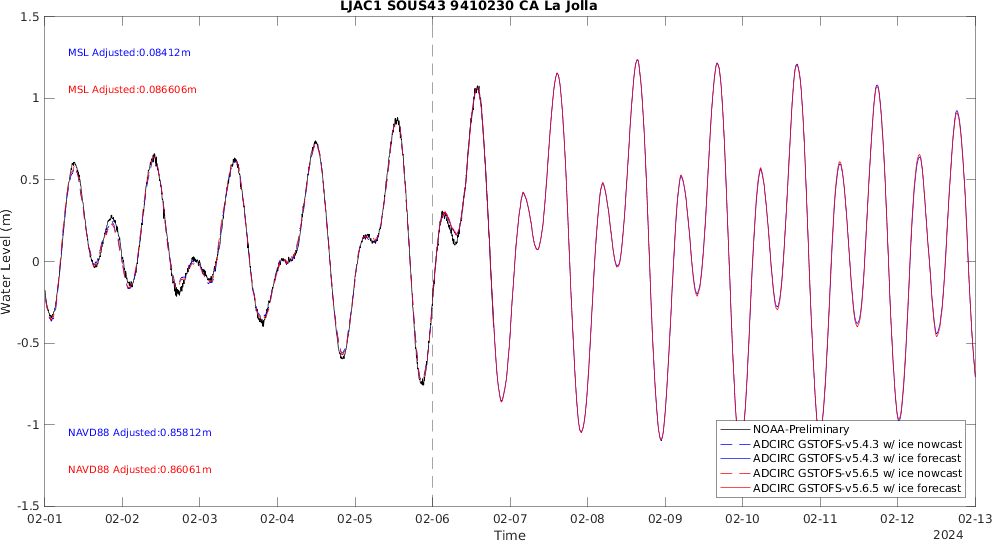 LJAC1 SOUS43 9410230 CA La Jolla
1.5
MSL Adjusted:0.08412m
MSL Adjusted:0.086606m
1
0.5
0
-0.5
-1
-1.5
Water Level (m)
NAVD88 Adjusted:0.85812m
NAVD88 Adjusted:0.86061m
NOAA-Preliminary
ADCIRC GSTOFS-v5.4.3 w/ ice nowcast
ADCIRC GSTOFS-v5.4.3 w/ ice forecast
ADCIRC GSTOFS-v5.6.5 w/ ice nowcast
ADCIRC GSTOFS-v5.6.5 w/ ice forecast
02-01 02-02 02-03 02-04 02-05 02-06 02-07 02-08 02-09 02-10 02-11 02-12 02-13
Time
2024